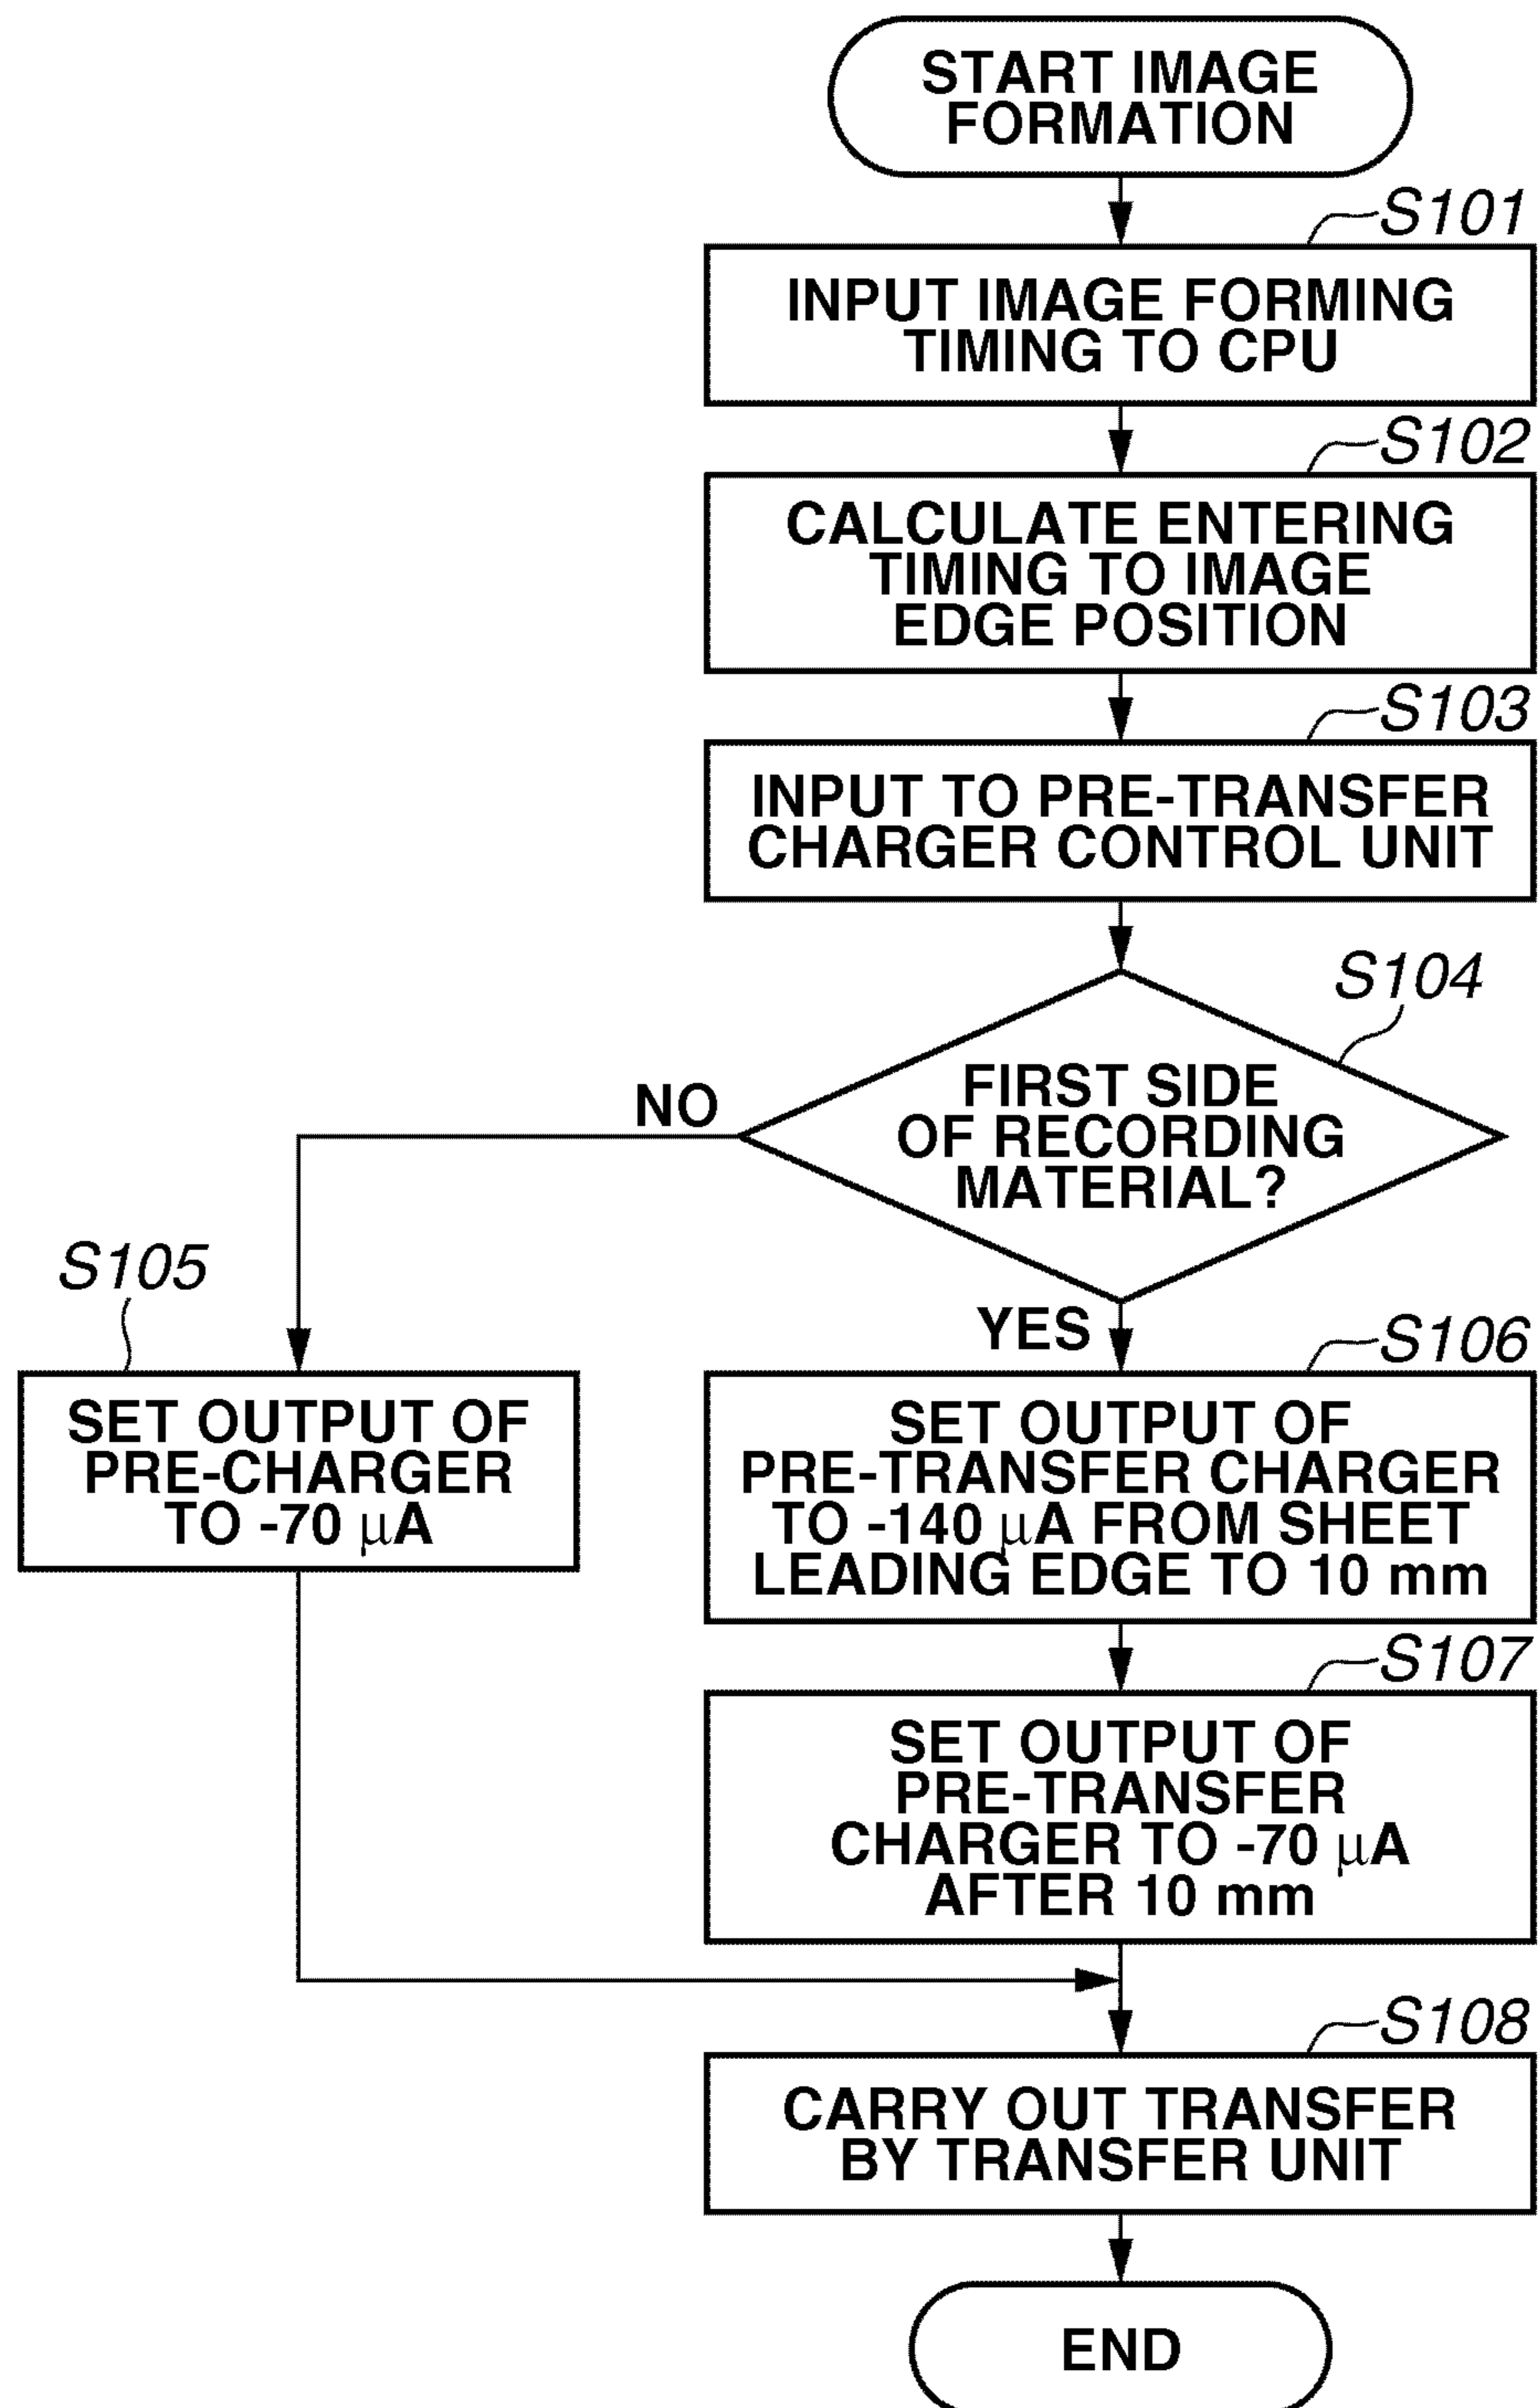 START IMAGE
FORMATION
S101
INPUT IMAGE FORMING
TIMING TO CPU
S102
CALCULATE ENTERING
TIMING TO IMAGE
EDGE POSITION
S103
INPUT TO PRE-TRANSFER
CHARGER CONTROL UNIT
S104
FIRST SIDE
OF RECORDING
MATERIAL?
NO
YES
S105
SET OUTPUT OF
PRE-CHARGER
TO -70 μA
S106
SET OUTPUT OF
PRE-TRANSFER CHARGER
TO -140 μA FROM SHEET
LEADING EDGE TO 10 mm
S107
SET OUTPUT OF
PRE-TRANSFER
CHARGER TO -70 μA
AFTER 10 mm
S108
CARRY OUT TRANSFER
BY TRANSFER UNIT
END